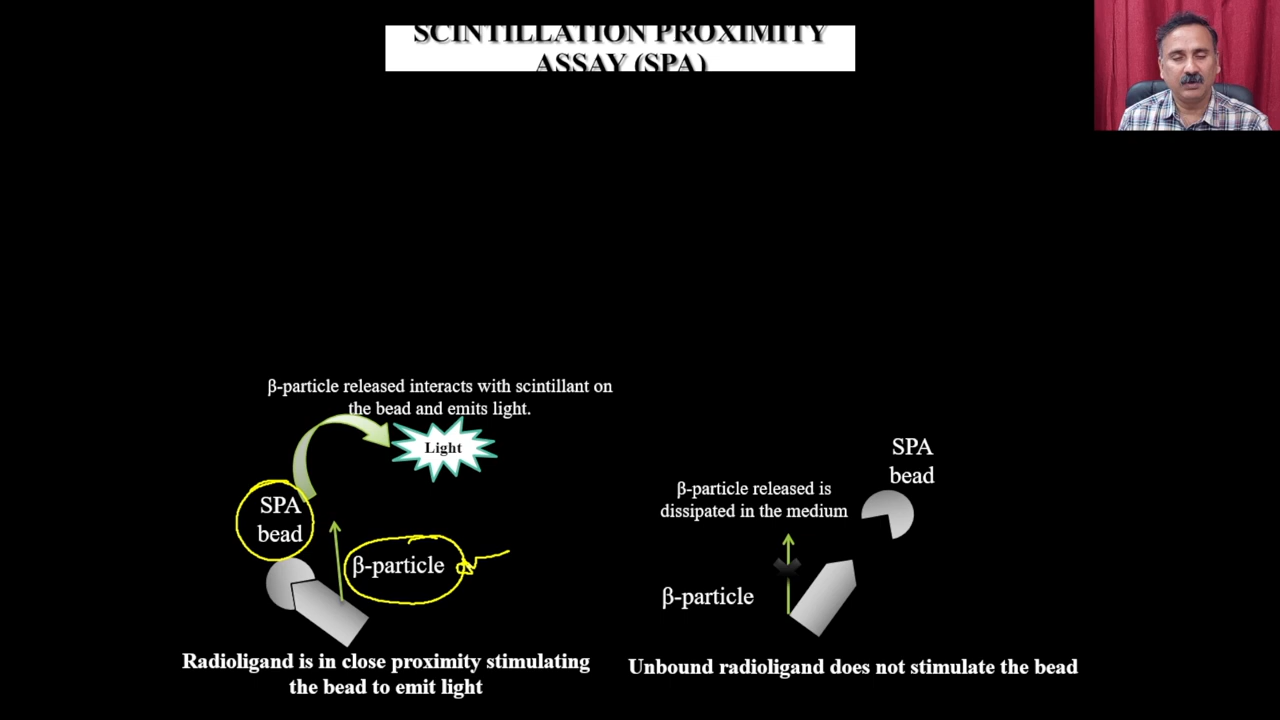 SCINTILLATION PROXIMITY
ASSAY (SPA)
β-particle released interacts with scintillant on
the bead and emits light.
Light
SPA
bead
β-particle
Radioligand is in close proximity stimulating
the bead to emit light
SPA
bead
β-particle released is
dissipated in the medium
β-particle
Unbound radioligand does not stimulate the bead